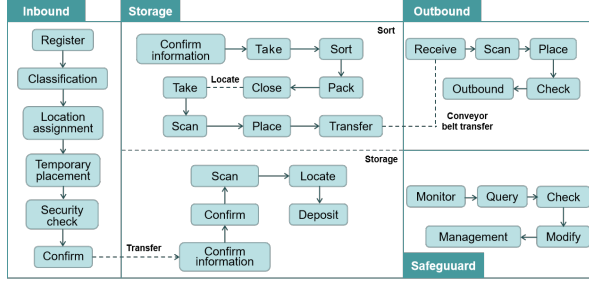 Inbound
Register
Classification
Location
assignment
Temporary
placement
Security
check
Confirm
Transfer
Storage
Sort
Confirm
information
Take
Sort
Pack
Close
Locate
Take
Scan
Place
Transfer
Conveyor
belt transfer
Storage
Scan
Locate
Confirm
Deposit
Confirm
information
Outbound
Receive
Scan
Place
Check
Outbound
Monitor
Query
Check
Modify
Management
Safeguuard